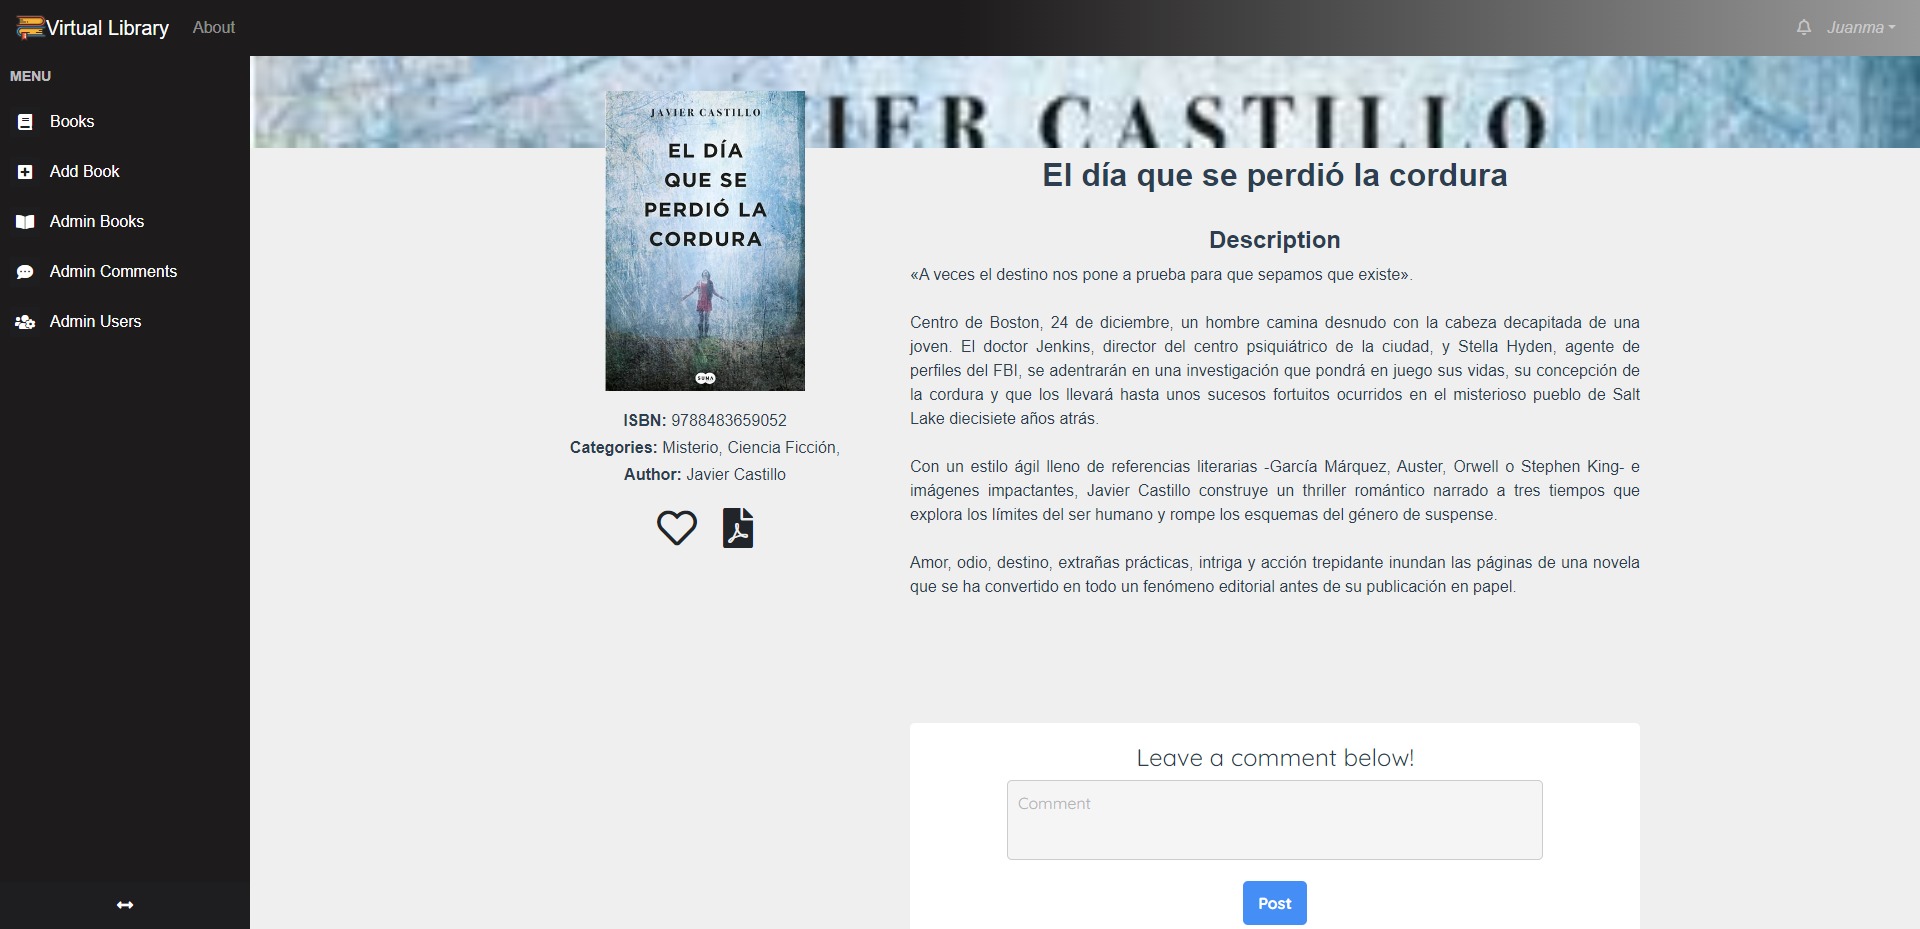 Virtual Library About Juanma
MENU
Books
Add Book
Admin Books
Admin Comments
Admin Users
IER CASTILLO
JAVIER CASTILLO
EL DÍA
QUE SE
PERDIÓ LA
CORDURA
SUMA
ISBN: 9788483659052
Categories: Misterio, Ciencia Ficción,
Author: Javier Castillo
El día que se perdió la cordura
Description
«A veces el destino nos pone a prueba para que sepamos que existe».
Centro de Boston, 24 de diciembre, un hombre camina desnudo con la cabeza decapitada de una
joven. El doctor Jenkins, director del centro psiquiátrico de la ciudad, y Stella Hyden, agente de
perfiles del FBI, se adentrarán en una investigación que pondrá en juego sus vidas, su concepción de
la cordura y que los llevará hasta unos sucesos fortuitos ocurridos en el misterioso pueblo de Salt
Lake diecisiete años atrás.
Con un estilo ágil lleno de referencias literarias -García Márquez, Auster, Orwell o Stephen King- e
imágenes impactantes, Javier Castillo construye un thriller romántico narrado a tres tiempos que
explora los límites del ser humano y rompe los esquemas del género de suspense.
Amor, odio, destino, extrañas prácticas, intriga y acción trepidante inundan las páginas de una novela
que se ha convertido en todo un fenómeno editorial antes de su publicación en papel.
Leave a comment below!
Comment
Post